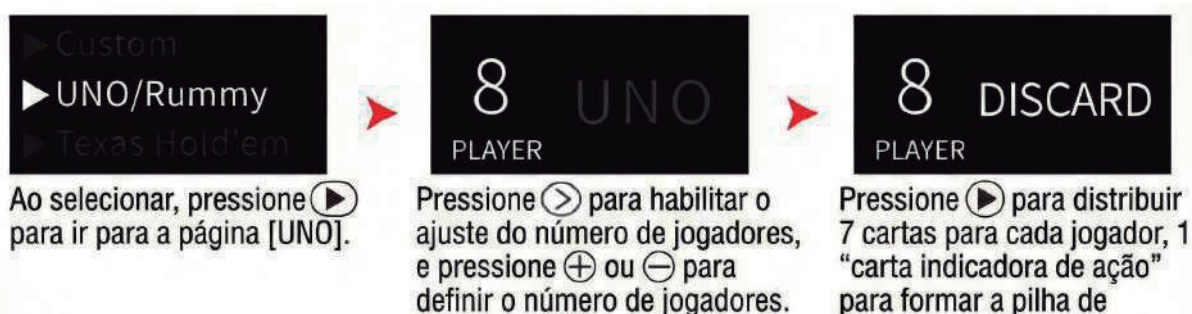 Custom
UNO/Rummy
Texas Hold'em
Ao selecionar, pressione
para ir para a página [UNO].
8 UNO
PLAYER
Pressione para habilitar o
ajuste do número de jogadores,
e pressione ou para
definir o número de jogadores.
8 DISCARD
PLAYER
Pressione para distribuir
7 cartas para cada jogador, 1
“carta indicadora de ação”
para formar a pilha de